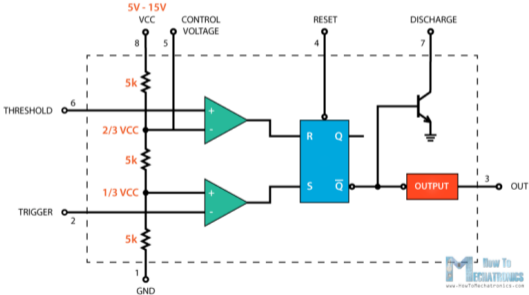 5V - 15V
VCC
CONTROL
VOLTAGE
RESET
DISCHARGE
8
5
4
7
5k
THRESHOLD
6
+
-
2/3 VCC
R
Q
5k
1/3 VCC
+
-
S
Q̅
OUTPUT
3
OUT
TRIGGER
2
5k
1
GND
How To
MECHATRONICS
www.HowToMechatronics.com